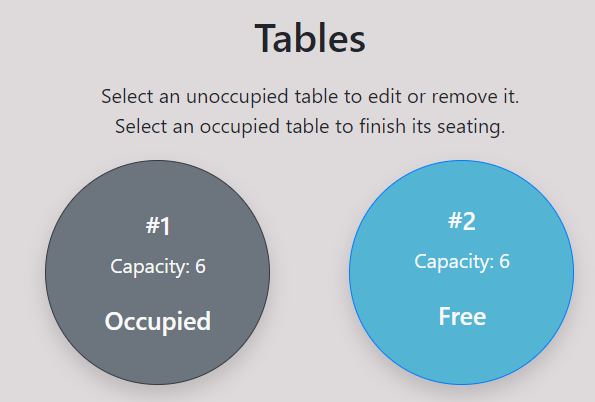 Tables
Select an unoccupied table to edit or remove it.
Select an occupied table to finish its seating.
#1
Capacity: 6
Occupied
#2
Capacity: 6
Free